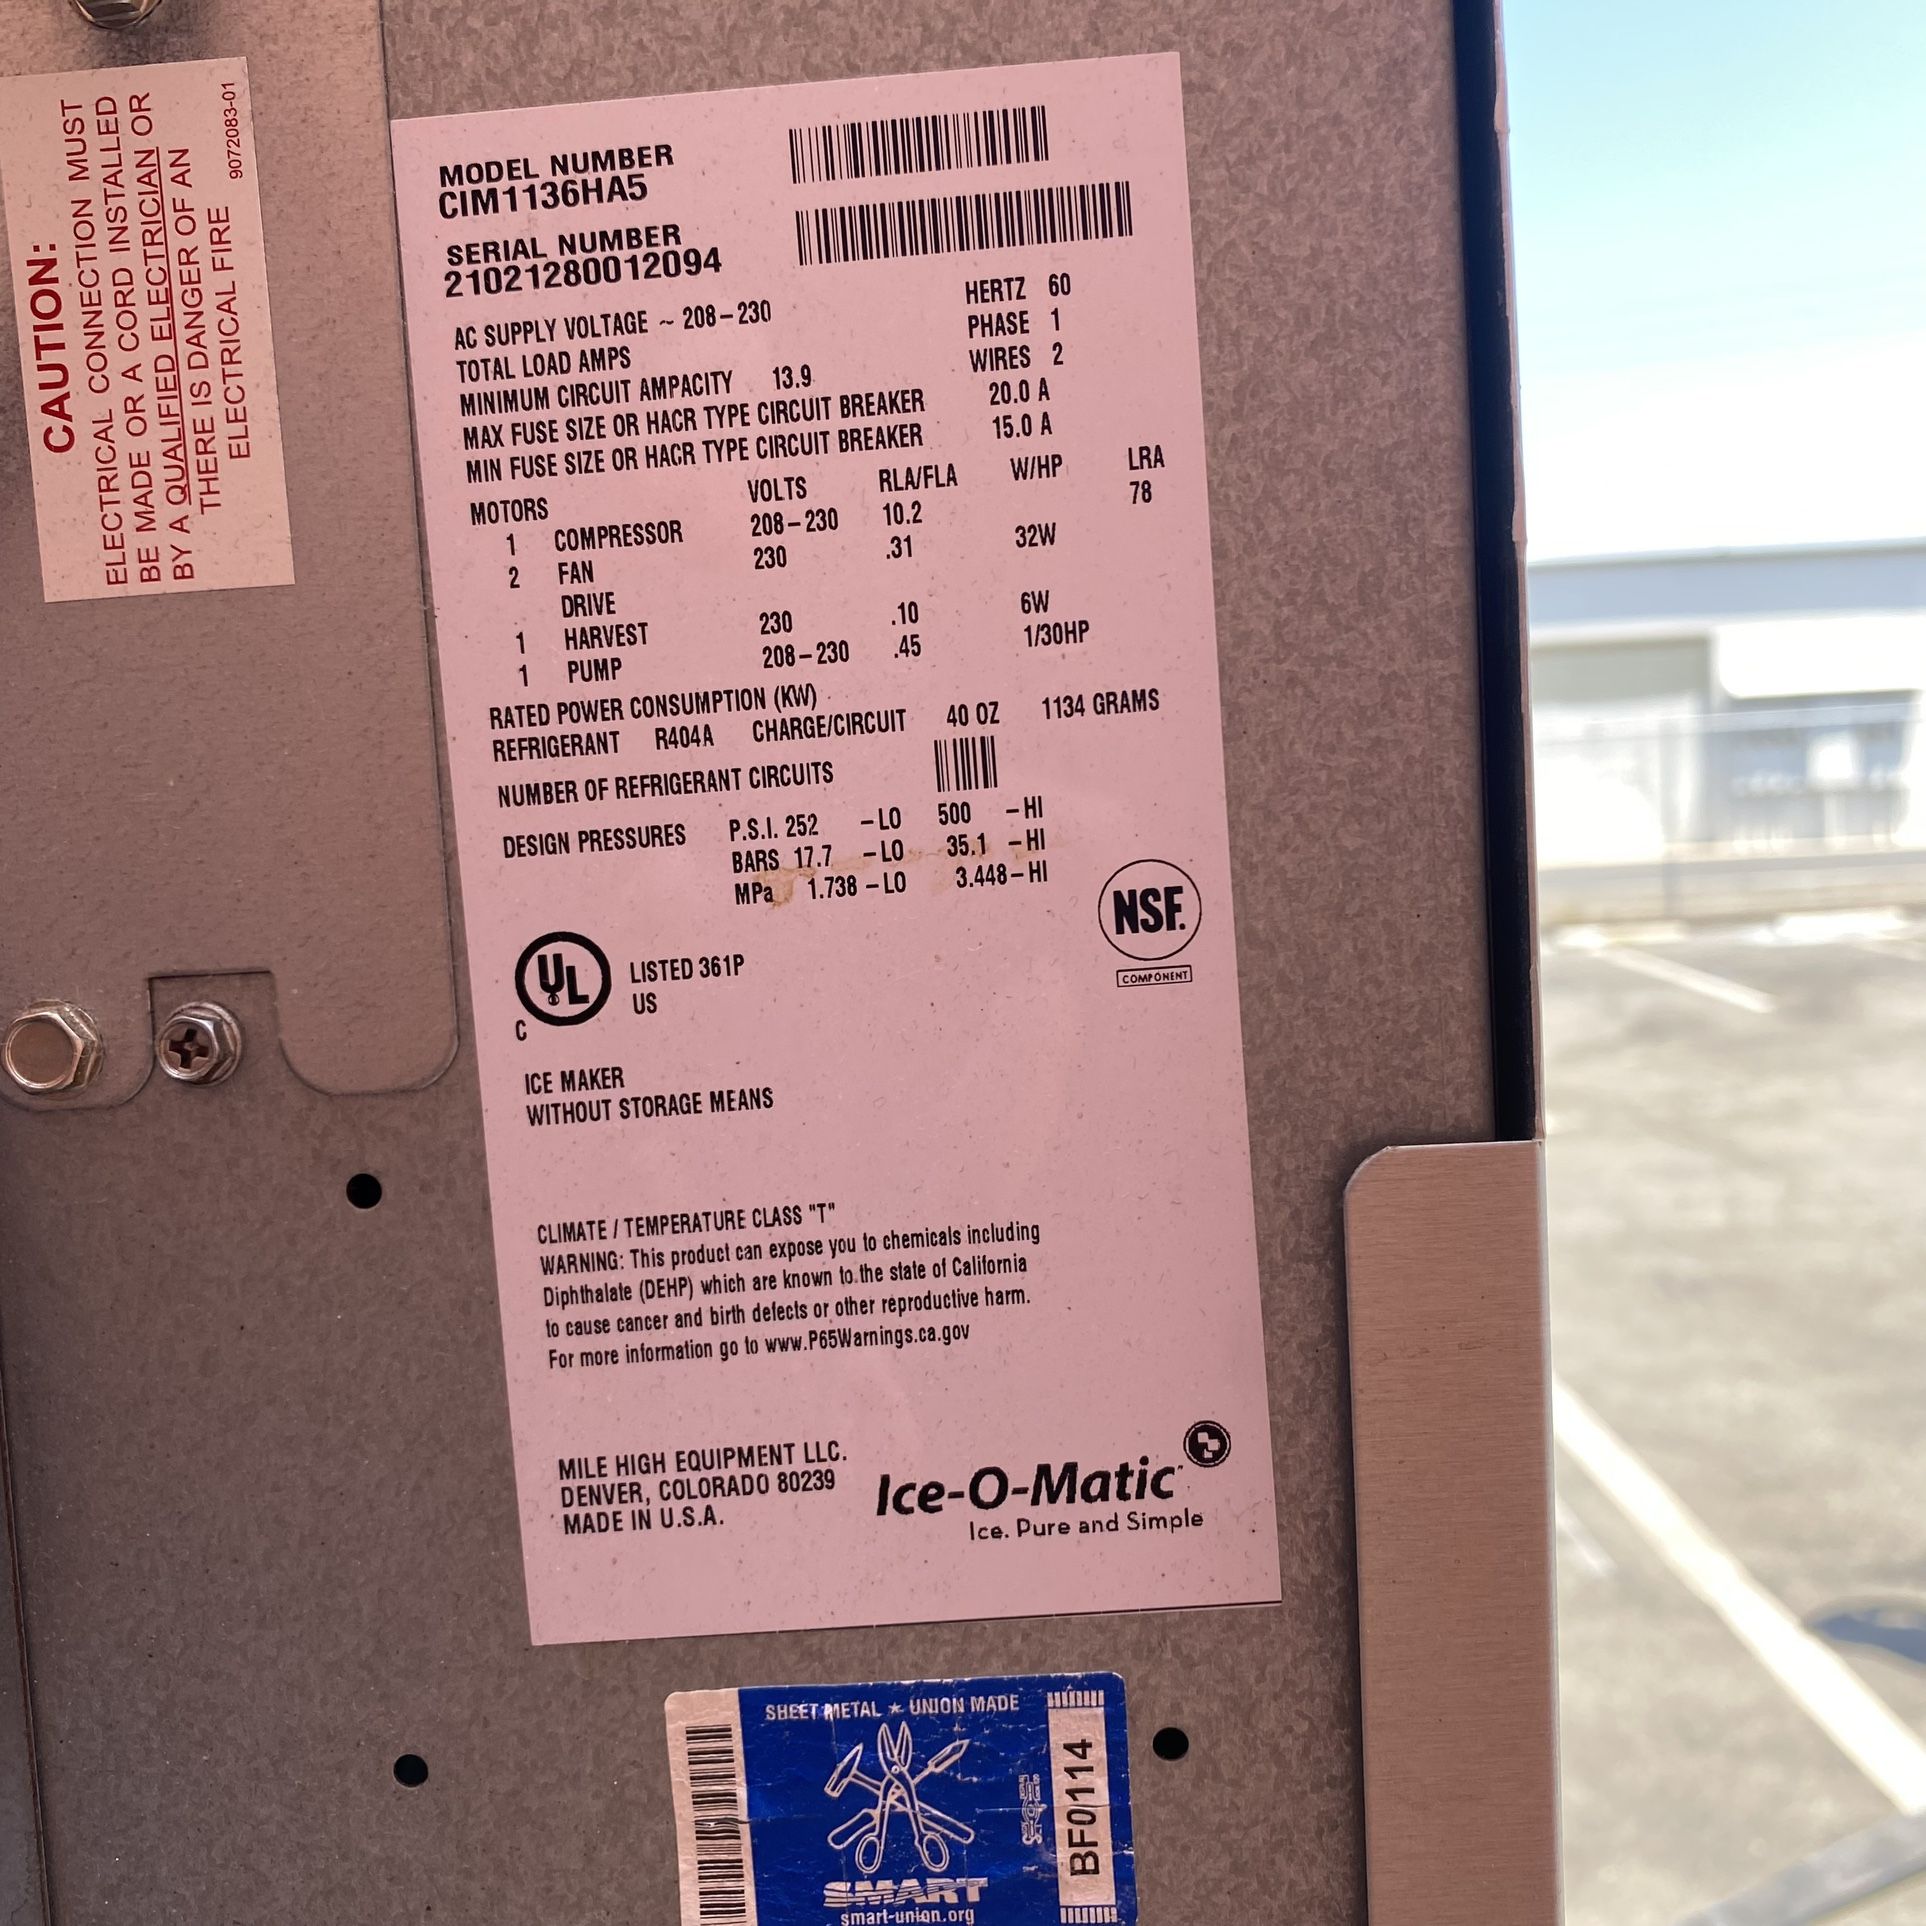 CAUTION:
ELECTRICAL CONNECTION MUST
BE MADE OR A CORD INSTALLED
BY A QUALIFIED ELECTRICIAN OR
THERE IS DANGER OF AN
ELECTRICAL FIRE
9072083-01
MODEL NUMBER
CIM1136HA5
SERIAL NUMBER
21021280012094
AC SUPPLY VOLTAGE ~ 208-230 HERTZ 60
TOTAL LOAD AMPS PHASE 1
MINIMUM CIRCUIT AMPACITY 13.9 WIRES 2
MAX FUSE SIZE OR HACR TYPE CIRCUIT BREAKER 20.0 A
MIN FUSE SIZE OR HACR TYPE CIRCUIT BREAKER 15.0 A
MOTORS VOLTS RLA/FLA W/HP LRA
1 COMPRESSOR 208-230 10.2 78
2 FAN 230 .31 32W
DRIVE
1 HARVEST 230 .10 6W
1 PUMP 208-230 .45 1/30HP
RATED POWER CONSUMPTION (KW)
REFRIGERANT R404A CHARGE/CIRCUIT 40 OZ 1134 GRAMS
NUMBER OF REFRIGERANT CIRCUITS
DESIGN PRESSURES P.S.I. 252 -LO 500 -HI
BARS 17.7 -LO 35.1 -HI
MPa 1.738 -LO 3.448-HI
NSF.
COMPONENT
UL
C
LISTED 361P
US
ICE MAKER
WITHOUT STORAGE MEANS
CLIMATE / TEMPERATURE CLASS "T"
WARNING: This product can expose you to chemicals including
Diphthalate (DEHP) which are known to the state of California
to cause cancer and birth defects or other reproductive harm.
For more information go to www.P65Warnings.ca.gov
MILE HIGH EQUIPMENT LLC.
DENVER, COLORADO 80239
MADE IN U.S.A.
Ice-O-Matic™
Ice. Pure and Simple
SHEET METAL ★ UNION MADE
BF0114
SMART
smart-union.org